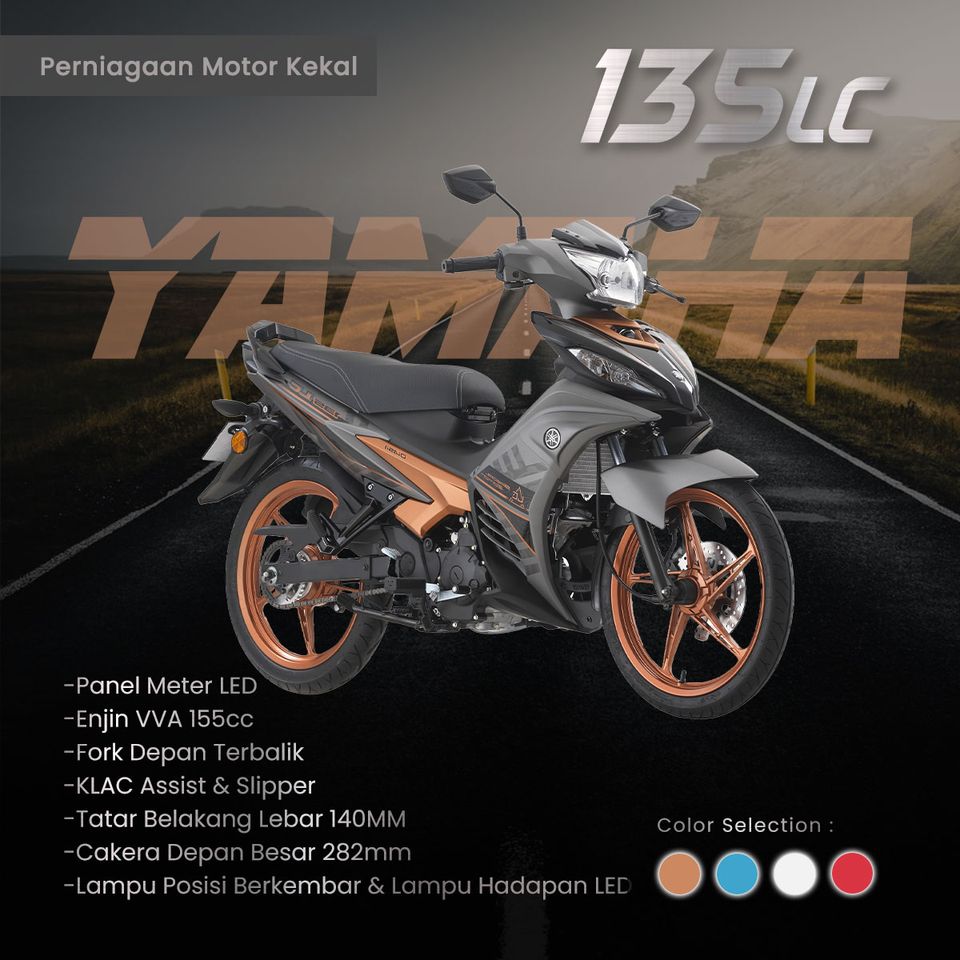 Perniagaan Motor Kekal
135LC
YAMAHA
-Panel Meter LED
-Enjin VVA 155cc
-Fork Depan Terbalik
-KLAC Assist & Slipper
-Tatar Belakang Lebar 140MM
-Cakera Depan Besar 282mm
-Lampu Posisi Berkembar & Lampu Hadapan LED
Color Selection :